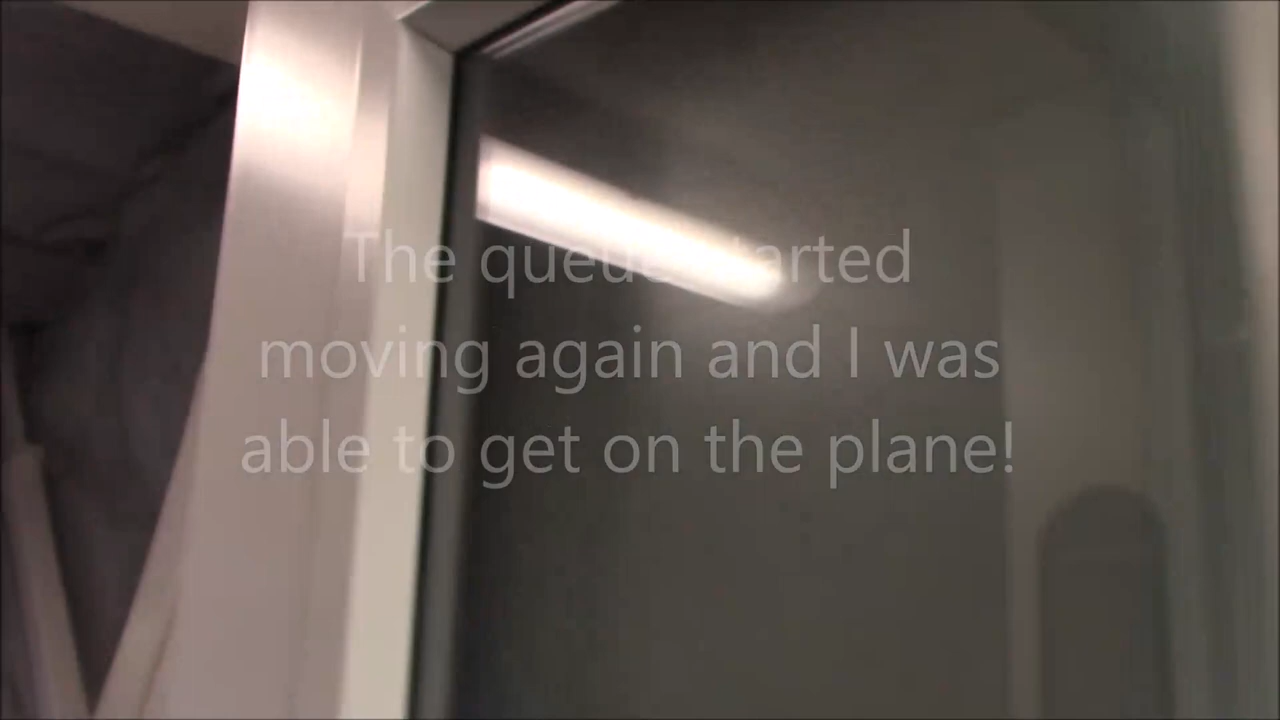 The queue started
moving again and I was
able to get on the plane!